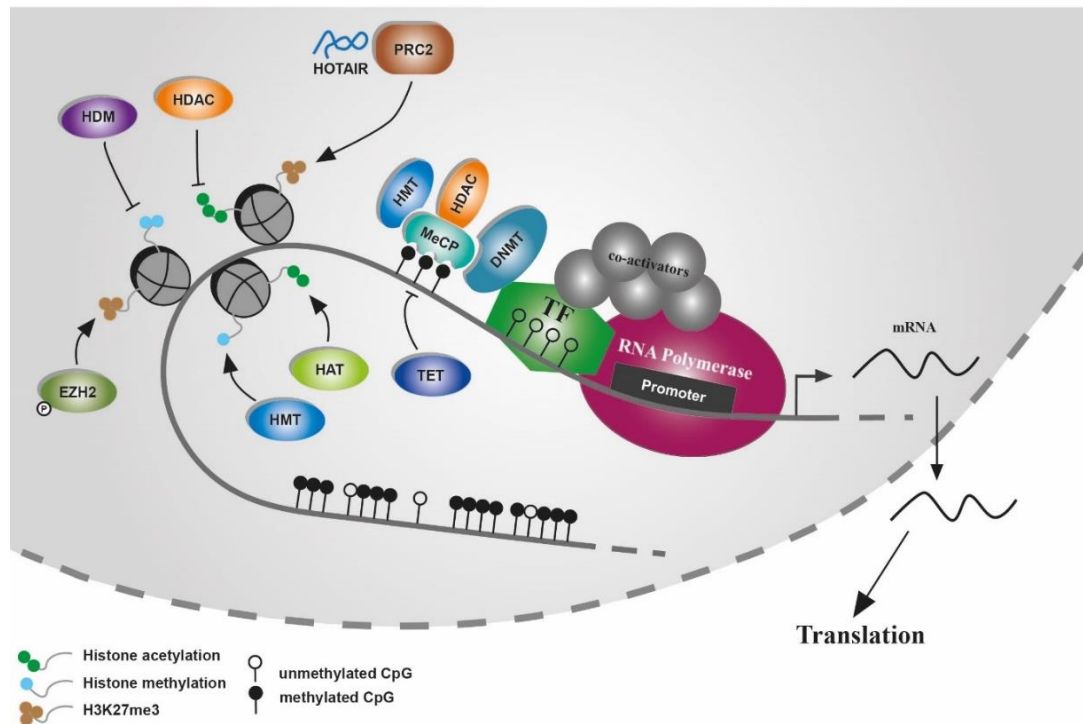 PRC2
HOTAIR
HDAC
HDM
HMT
HDAC
MeCP
DNMT
co-activators
TF
RNA Polymerase
Promoter
mRNA
HAT
TET
EZH2
P
HMT
Translation
Histone acetylation
Histone methylation
H3K27me3
unmethylated CpG
methylated CpG